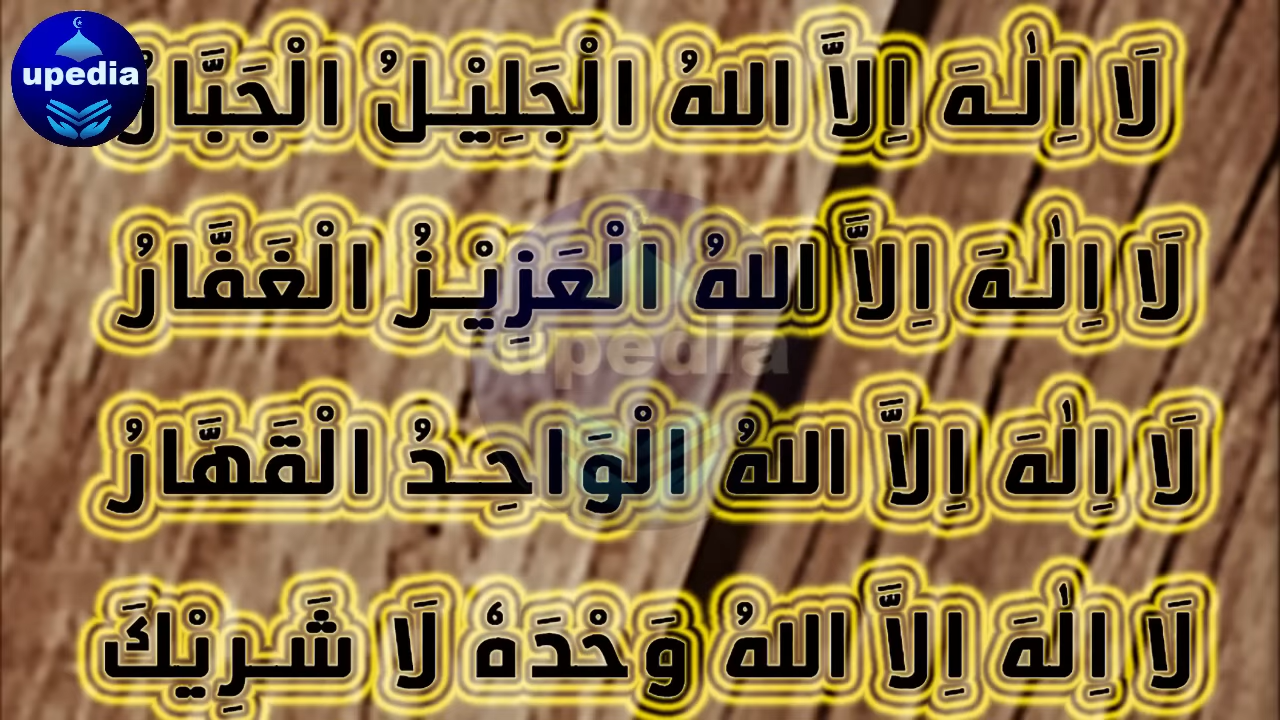 upedia
لَا اِلٰـهَ اِلاَّ اللهُ الْجَلِيْـلُ الْجَبَّارُ
لَا اِلٰـهَ اِلاَّ اللهُ الْعَزِيْـزُ الْغَفَّارُ
upedia
لَا اِلٰهَ اِلاَّ اللهُ الْوَاحِـدُ الْقَهَّارُ
لَا اِلٰهَ اِلاَّ اللهُ وَحْدَهٗ لَا شَـرِيْكَ